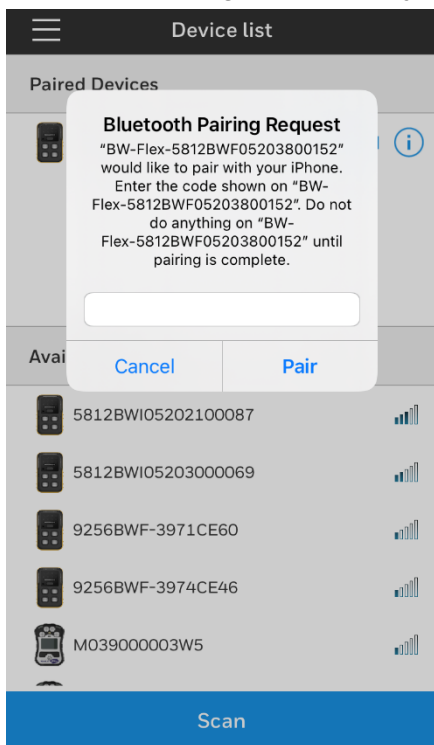 Device list
Paired Devices
Bluetooth Pairing Request
“BW-Flex-5812BWF05203800152”
would like to pair with your iPhone.
Enter the code shown on “BW-
Flex-5812BWF05203800152”. Do not
do anything on “BW-
Flex-5812BWF05203800152” until
pairing is complete.
Avai
Cancel
Pair
5812BWI05202100087
5812BWI05203000069
9256BWF-3971CE60
9256BWF-3974CE46
M039000003W5
Scan